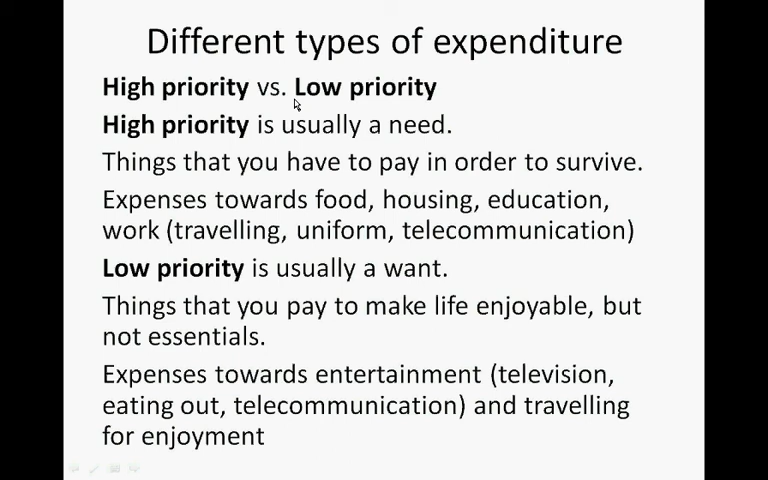 Different types of expenditure
High priority vs. Low priority
High priority is usually a need.
Things that you have to pay in order to survive.
Expenses towards food, housing, education,
work (travelling, uniform, telecommunication)
Low priority is usually a want.
Things that you pay to make life enjoyable, but
not essentials.
Expenses towards entertainment (television,
eating out, telecommunication) and travelling
for enjoyment